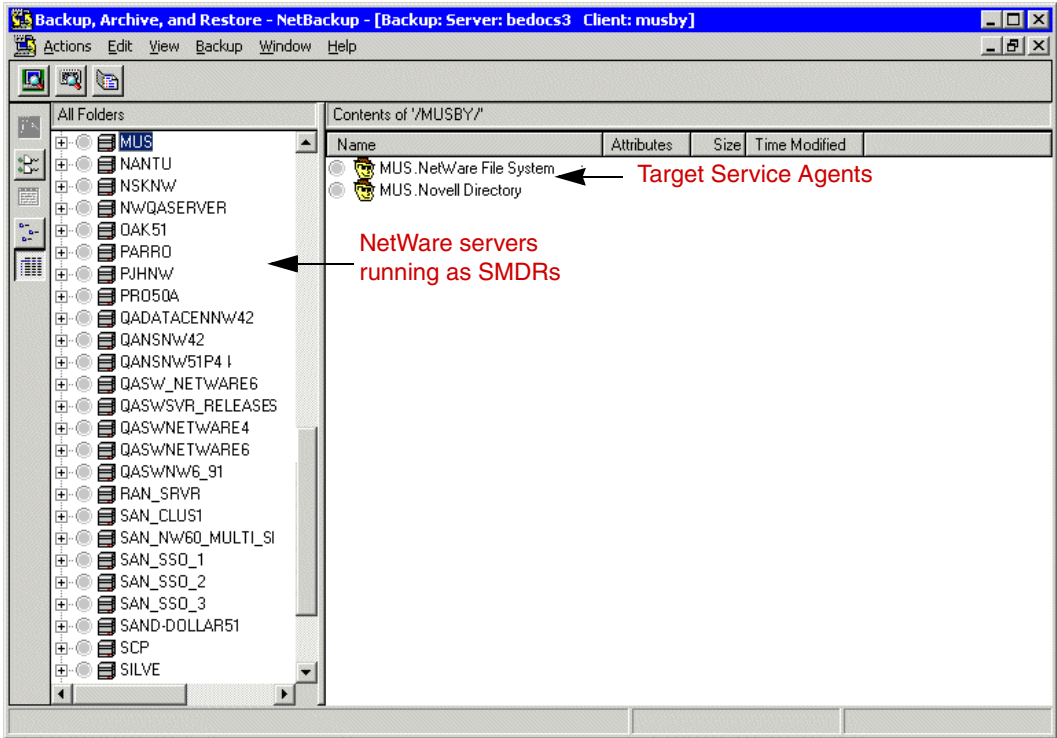 Backup, Archive, and Restore - NetBackup - [Backup: Server: bedocs3 Client: musby]
Actions Edit View Backup Window Help
All Folders
Contents of '/MUSBY/'
Name Attributes Size Time Modified
MUS
NANTU
NSKNW
NWQASERVER
OAK51
PARRO
PJHNW
PRO50A
QADATACENNW42
QANSNW42
QANSNW51P4
QASW_NETWARE6
QASWSVR_RELEASES
QASWNETWARE4
QASWNETWARE6
QASWNW6_91
RAN_SRVR
SAN_CLUS1
SAN_NW60_MULTI_SI
SAN_SSO_1
SAN_SSO_2
SAN_SSO_3
SAND-DOLLAR51
SCP
SILVE
MUS.NetWare File System
MUS.Novell Directory
Target Service Agents
NetWare servers
running as SMDRs